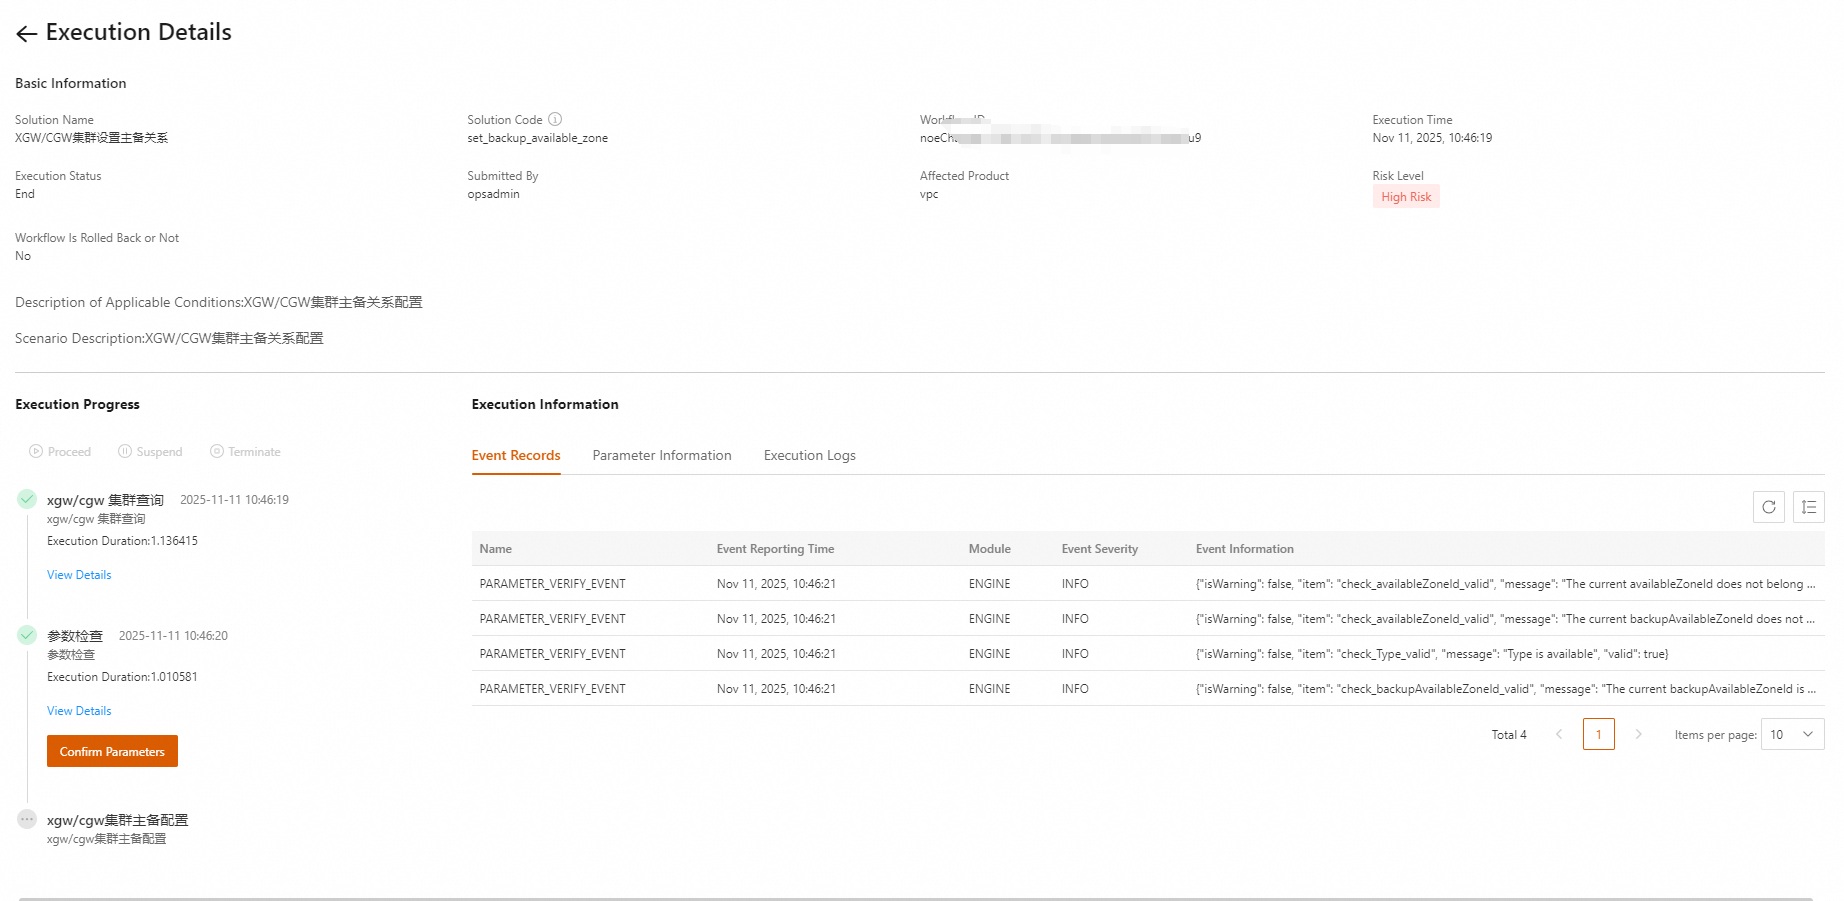 Execution Details
Basic Information
Solution Name
XGW/CGW集群设置主备关系
Solution Code
set_backup_available_zone
Workflow ID
noeCh
u9
Execution Time
Nov 11, 2025, 10:46:19
Execution Status
End
Submitted By
opsadmin
Affected Product
vpc
Risk Level
High Risk
Workflow Is Rolled Back or Not
No
Description of Applicable Conditions:XGW/CGW集群主备关系配置
Scenario Description:XGW/CGW集群主备关系配置
Execution Progress
Proceed Suspend Terminate
xgw/cgw 集群查询 2025-11-11 10:46:19
xgw/cgw 集群查询
Execution Duration:1.136415
View Details
参数检查 2025-11-11 10:46:20
参数检查
Execution Duration:1.010581
View Details
Confirm Parameters
xgw/cgw集群主备配置
xgw/cgw集群主备配置
Execution Information
Event Records Parameter Information Execution Logs
Name Event Reporting Time Module Event Severity Event Information
PARAMETER_VERIFY_EVENT Nov 11, 2025, 10:46:21 ENGINE INFO {"isWarning": false, "item": "check_availableZoneId_valid", "message": "The current availableZoneId does not belong ...
PARAMETER_VERIFY_EVENT Nov 11, 2025, 10:46:21 ENGINE INFO {"isWarning": false, "item": "check_availableZoneId_valid", "message": "The current backupAvailableZoneId does not ...
PARAMETER_VERIFY_EVENT Nov 11, 2025, 10:46:21 ENGINE INFO {"isWarning": false, "item": "check_Type_valid", "message": "Type is available", "valid": true}
PARAMETER_VERIFY_EVENT Nov 11, 2025, 10:46:21 ENGINE INFO {"isWarning": false, "item": "check_backupAvailableZoneId_valid", "message": "The current backupAvailableZoneId is ...
Total 4 1 Items per page: 10